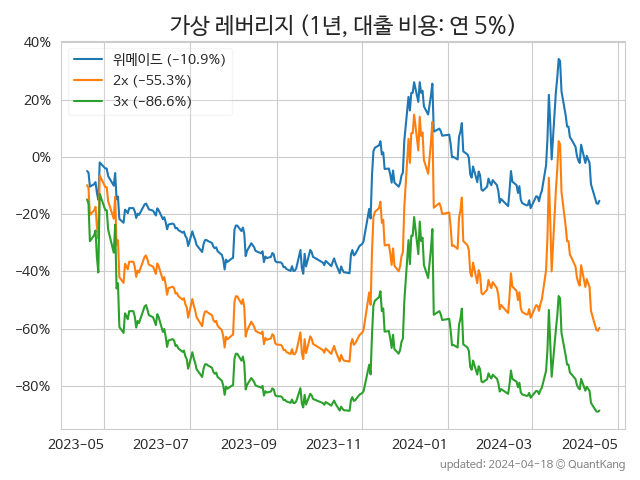 가상 레버리지 (1년, 대출 비용: 연 5%)
40%
20%
0%
−20%
−40%
−60%
−80%
위메이드 (−10.9%)
2x (−55.3%)
3x (−86.6%)
2023-05 2023-07 2023-09 2023-11 2024-01 2024-03 2024-05
updated: 2024-04-18 @ QuantKang